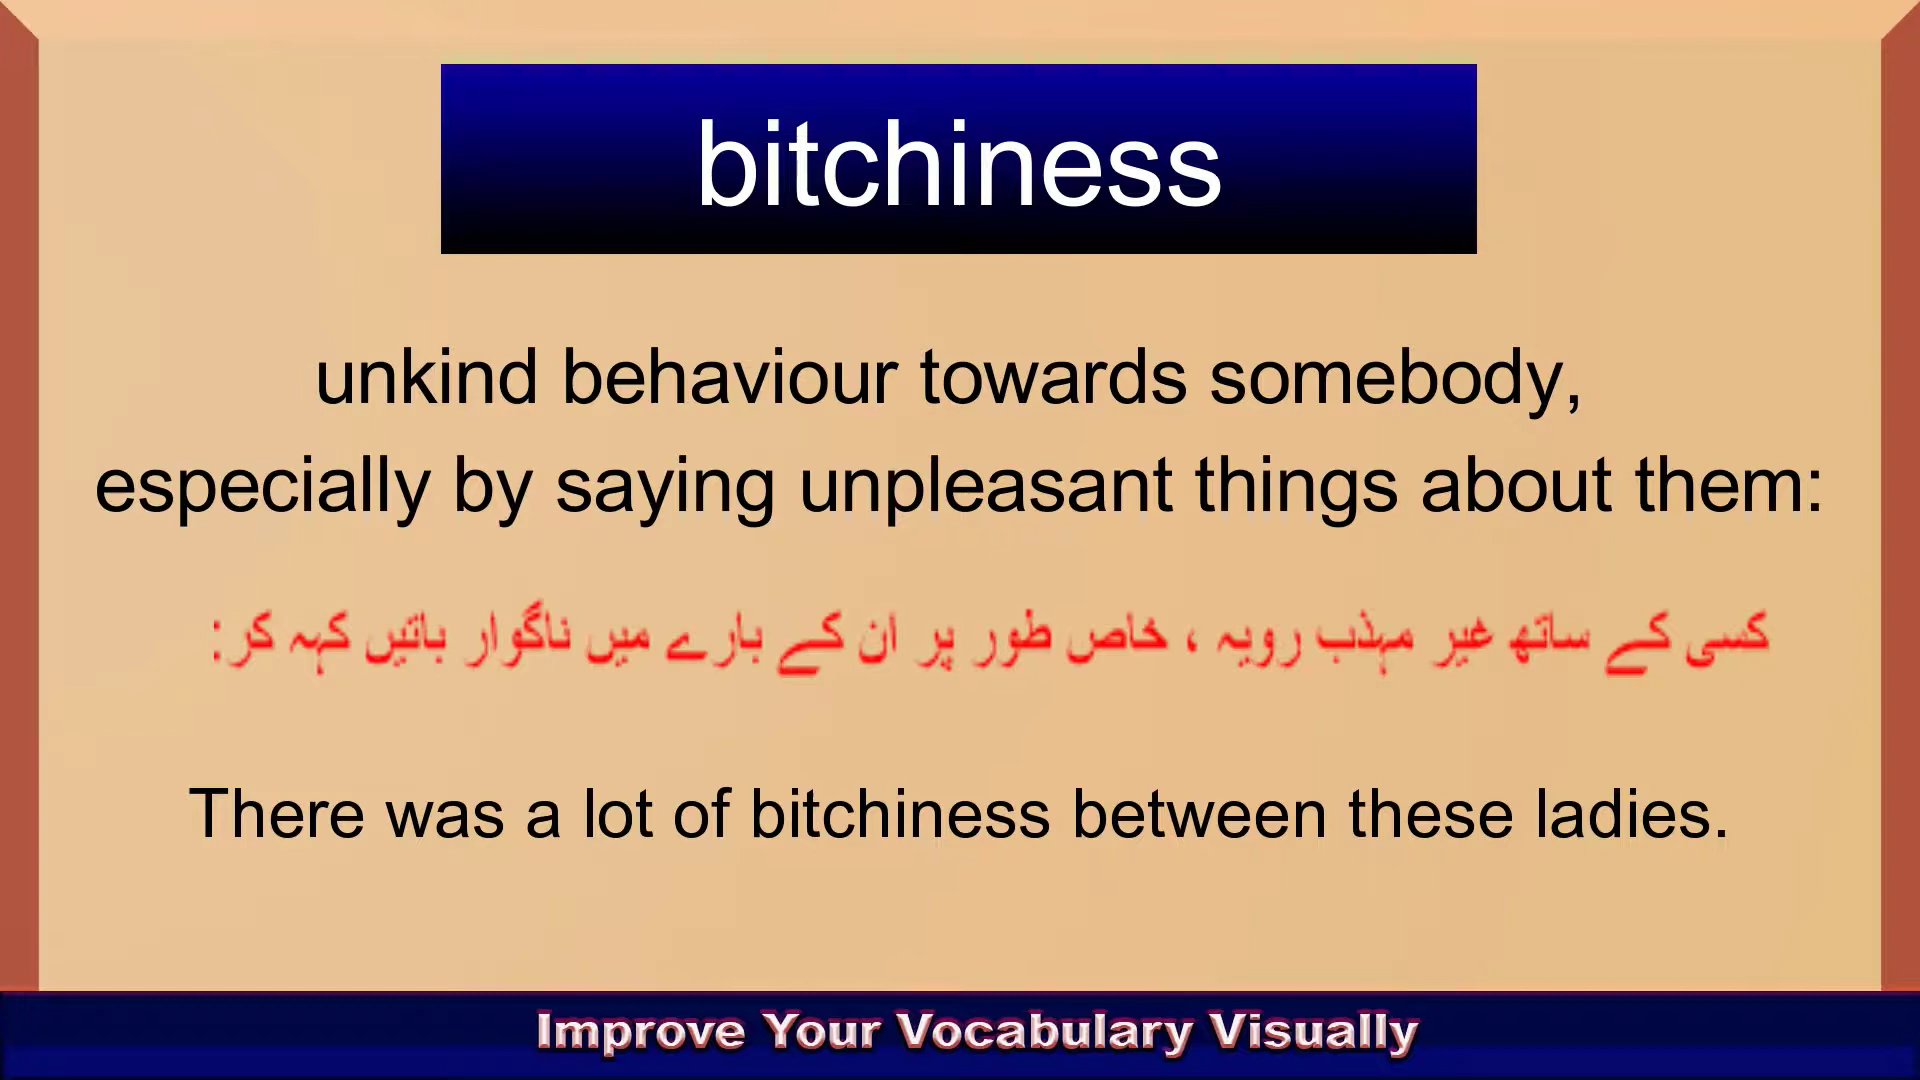 bitchiness
unkind behaviour towards somebody,
especially by saying unpleasant things about them:
کسی کے ساتھ غیر مہذب رویہ ، خاص طور پر ان کے بارے میں ناگوار باتیں کہہ کر:
There was a lot of bitchiness between these ladies.
Improve Your Vocabulary Visually